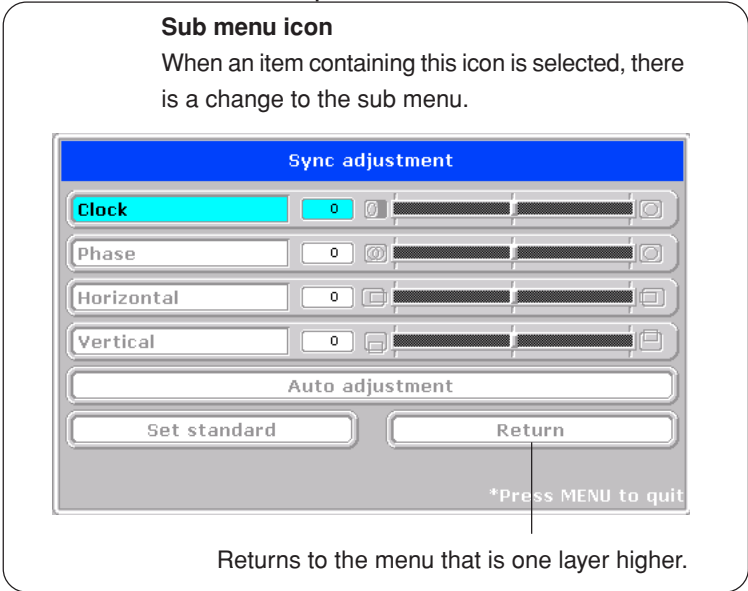 Sub menu icon
When an item containing this icon is selected, there
is a change to the sub menu.
Sync adjustment
Clock 0
Phase 0
Horizontal 0
Vertical 0
Auto adjustment
Set standard Return
*Press MENU to quit
Returns to the menu that is one layer higher.